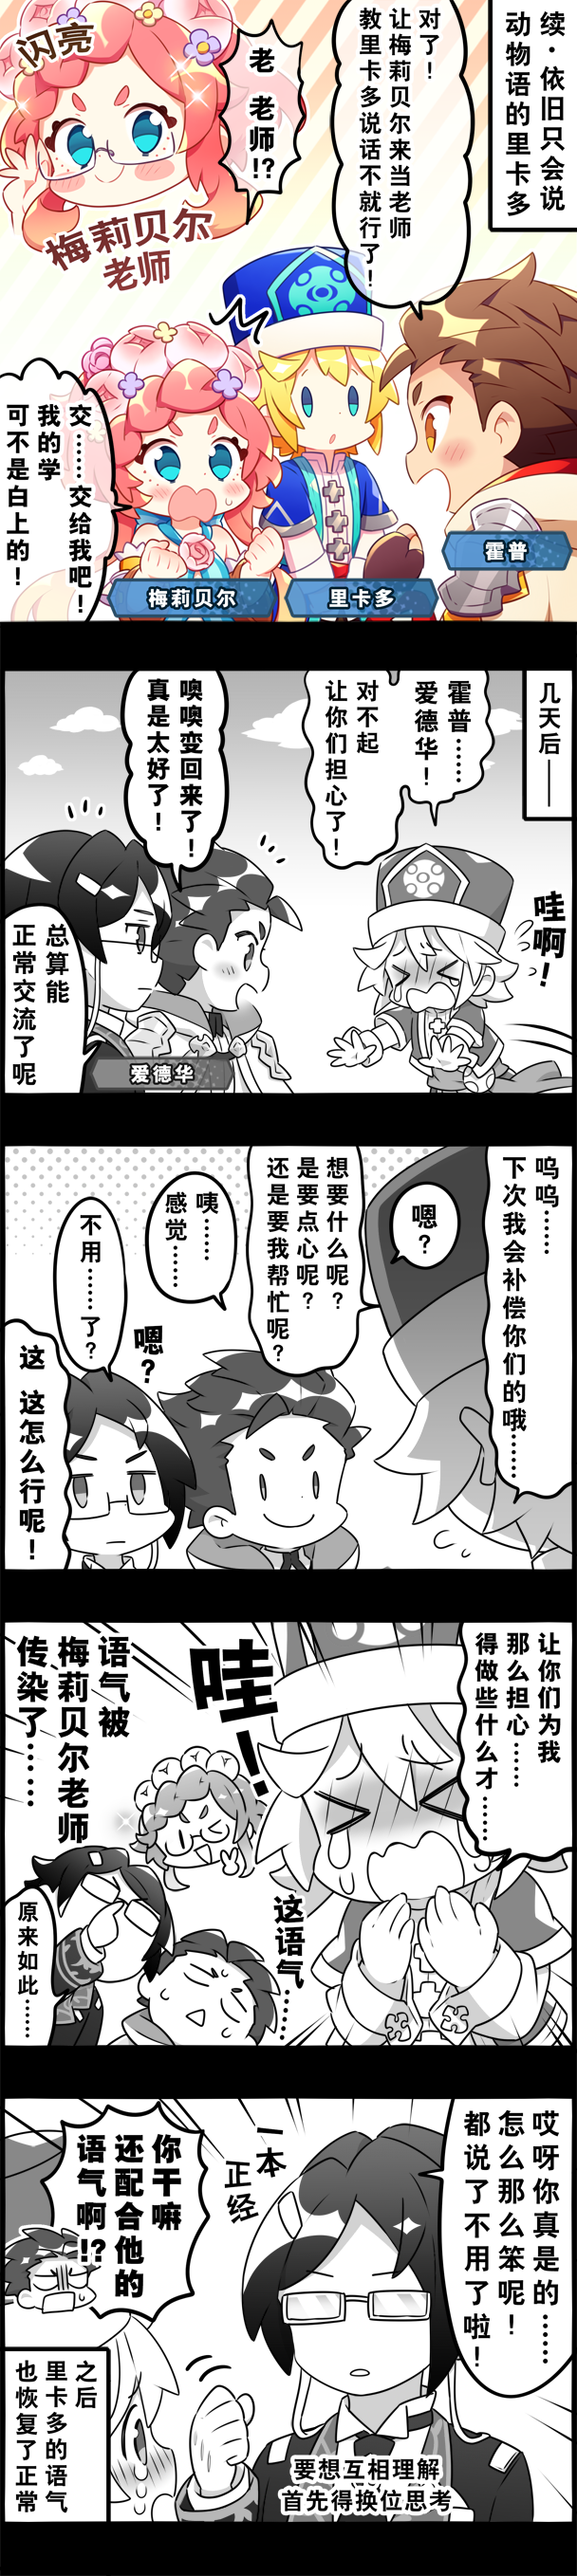 续·依旧只会说
动物语的里卡多
对了！
让梅莉贝尔来当老师
教里卡多说话不就行了！
老 老师!?
闪亮
梅莉贝尔
老师
交……交给我吧！
我的学
可不是白上的！
梅莉贝尔
里卡多
霍普
几天后——
霍普……
爱德华！
对不起
让你们担心了！
哇啊！
噢噢变回来了！
真是太好了！
总算能
正常交流了呢
爱德华
呜呜……
下次我会补偿你们的哦……
嗯？
想要什么呢？
是要点心呢？
还是要我帮忙呢？
咦……
感觉……
嗯？
不用……了？
这 这怎么行呢！
让你们为我
那么担心……
得做些什么才……
哇！
这语气……
语气被
梅莉贝尔老师
传染了……
原来如此……
哎呀你真是的……
怎么那么笨呢！
都说了不用了啦！
一本
正经
你干嘛
还配合他的
语气啊!?
要想互相理解
首先得换位思考
之后
里卡多的语气
也恢复了正常